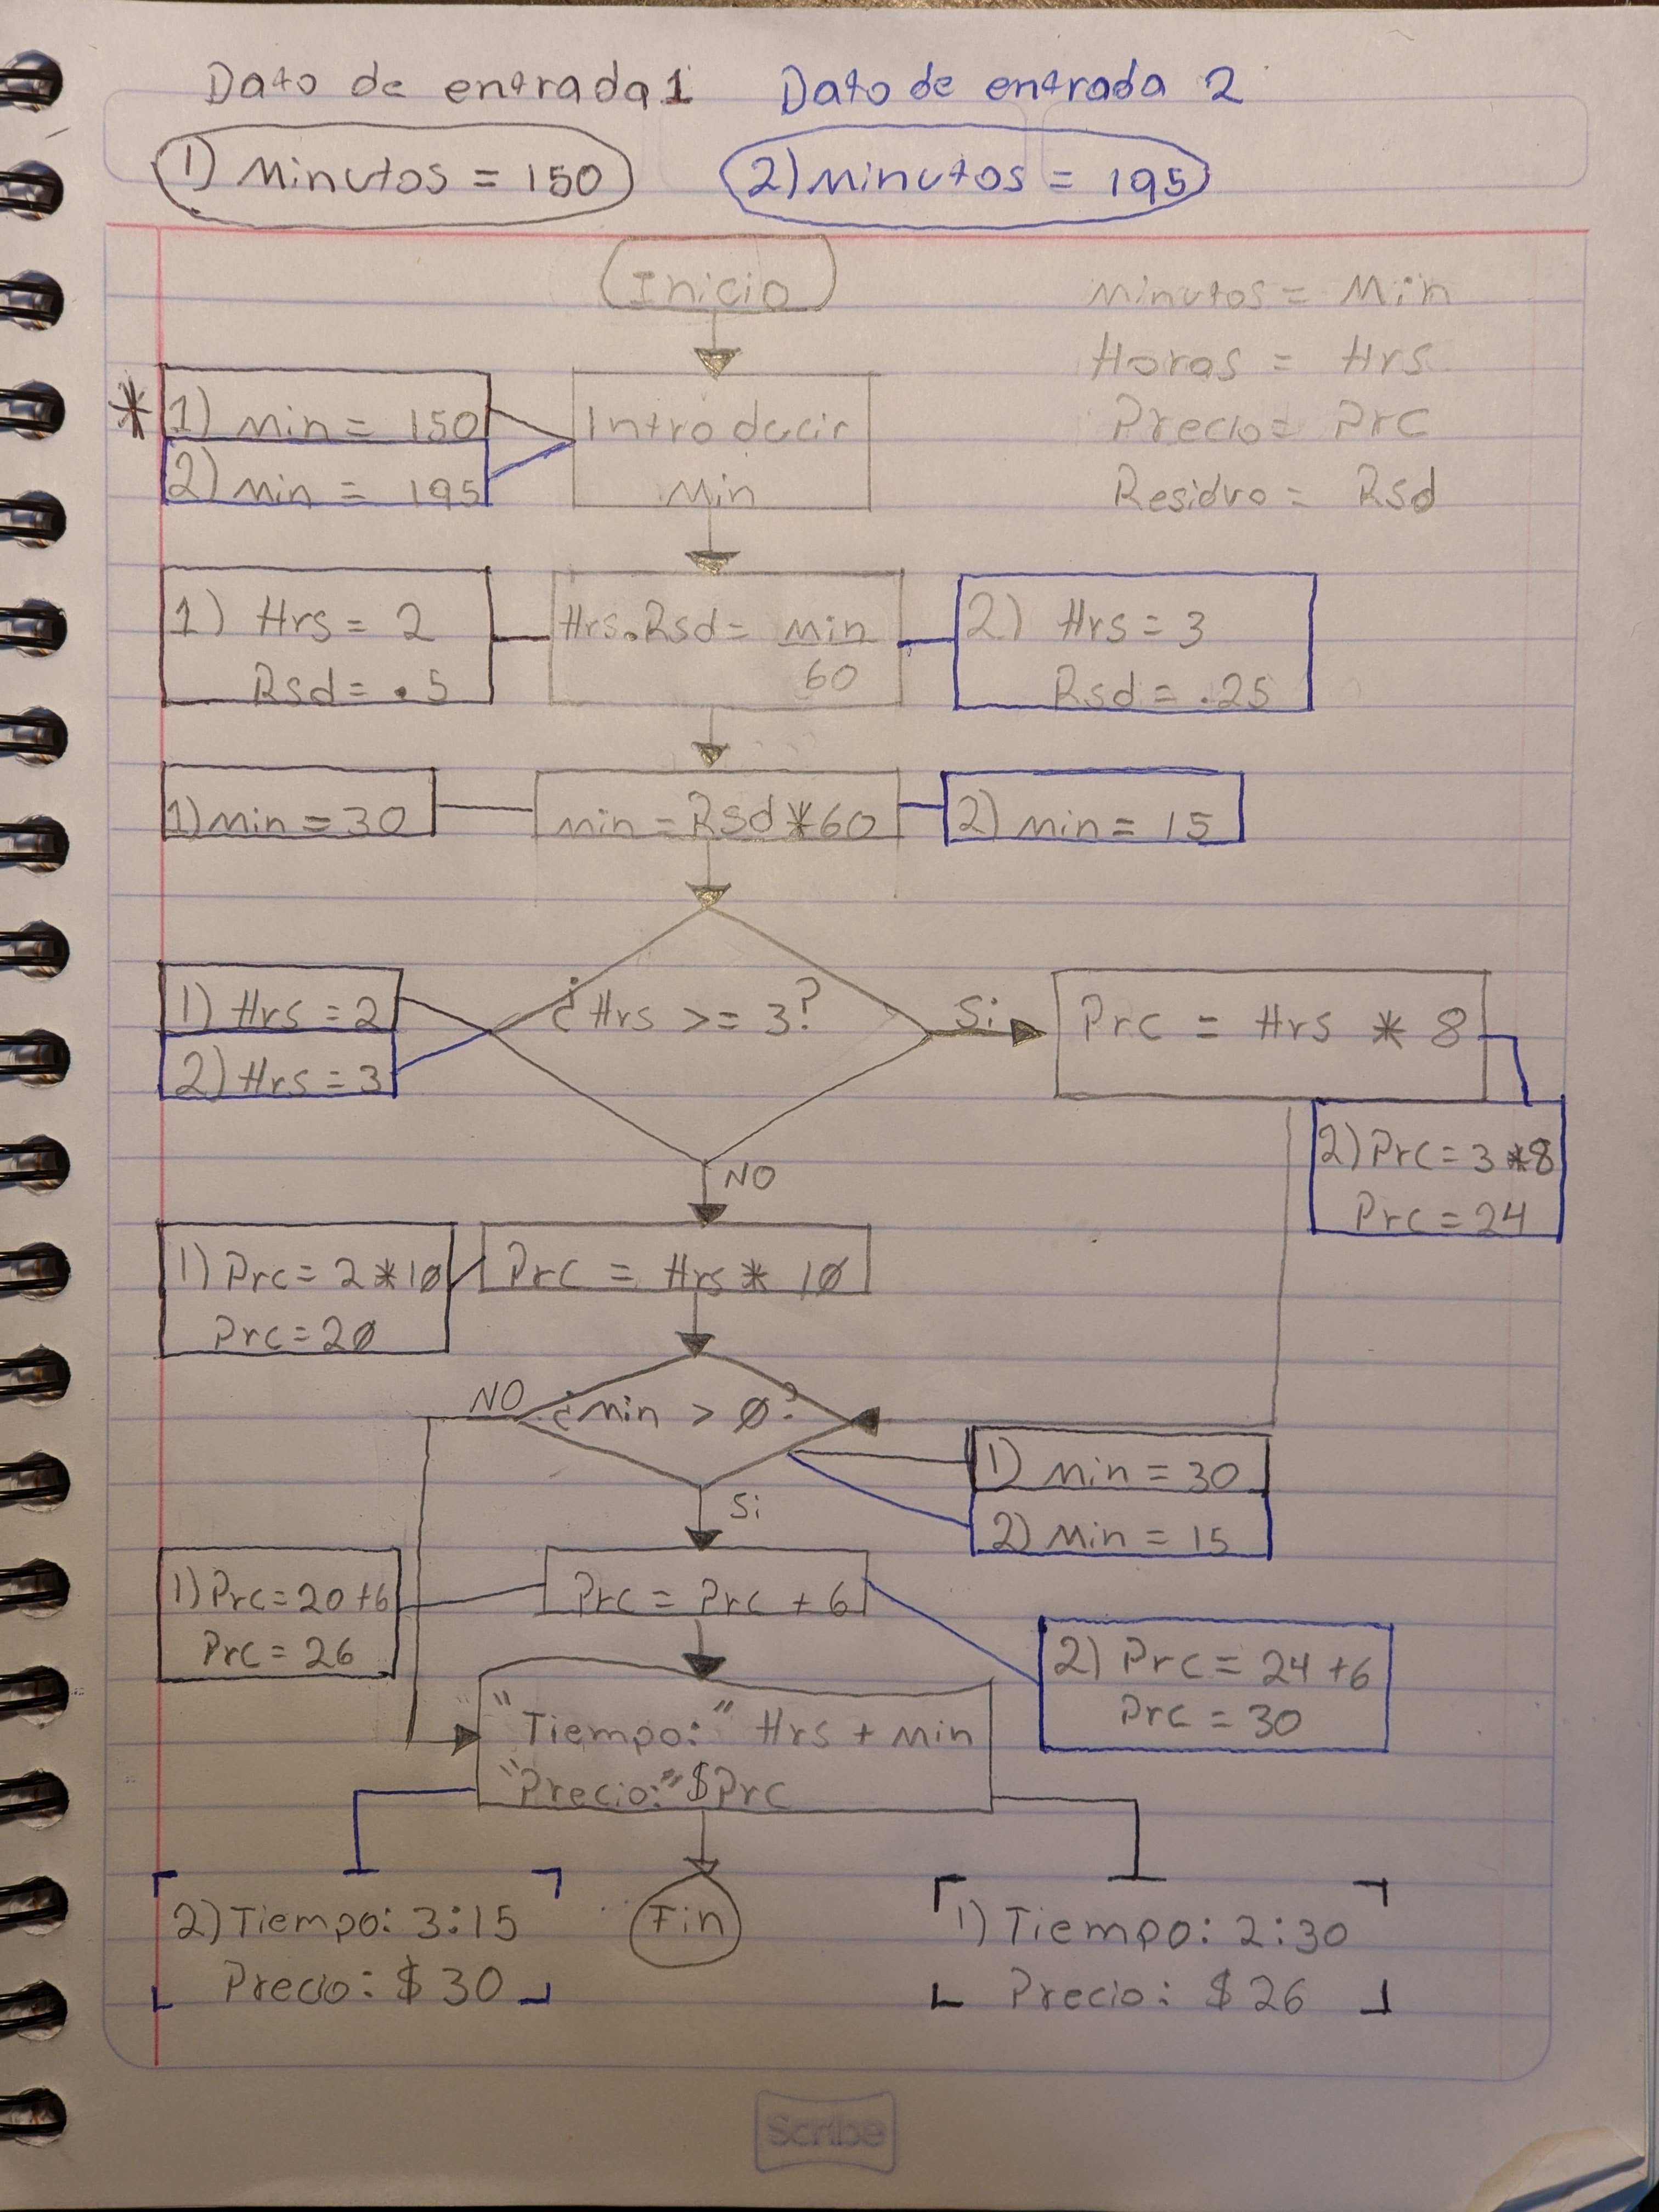 Dato de entrada 1 Dato de entrada 2
1) Minutos = 150 2) minutos = 195
Inicio
minutos = Min
Horas = Hrs
Precio = Prc
Residuo = Rsd
* 1) min = 150
2) min = 195
Introducir
Min
1) Hrs = 2
Rsd = .5
Hrs.Rsd = min
60
2) Hrs = 3
Rsd = .25
1) min = 30
min = Rsd * 60
2) min = 15
1) Hrs = 2
2) Hrs = 3
¿Hrs >= 3?
Si
Prc = Hrs * 8
2) Prc = 3 * 8
Prc = 24
NO
1) Prc = 2 * 10
Prc = 20
Prc = Hrs * 10
NO
¿min > 0?
1) min = 30
2) Min = 15
Si
1) Prc = 20 + 6
Prc = 26
Prc = Prc + 6
2) Prc = 24 + 6
Prc = 30
"Tiempo:" Hrs + min
"Precio:" $Prc
2) Tiempo: 3:15
Precio: $ 30
Fin
1) Tiempo: 2:30
Precio: $ 26
Scribe